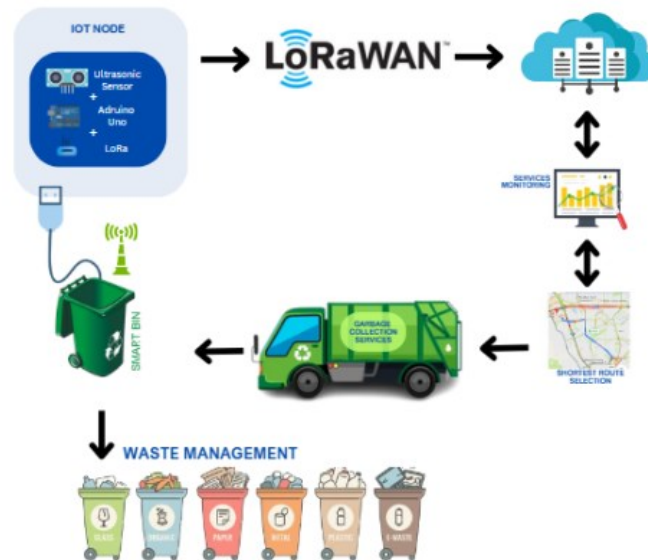 IOT NODE
Ultrasonic
Sensor
+
Adruino
Uno
+
LoRa
LoRaWAN™
SERVICES
MONITORING
SHORTEST ROUTE
SELECTION
GARBAGE
COLLECTION
SERVICES
SMART BIN
WASTE MANAGEMENT
GLASS
ORGANIC
PAPER
METAL
PLASTIC
E-WASTE